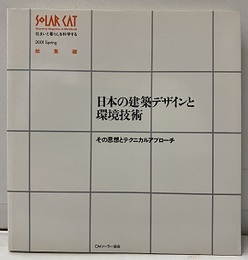 SOLAR CAT
住まいと暮らしを科学する
2001 Spring
総集編
日本の建築デザインと
環境技術
その思想とテクニカルアプローチ
OMソーラー協会